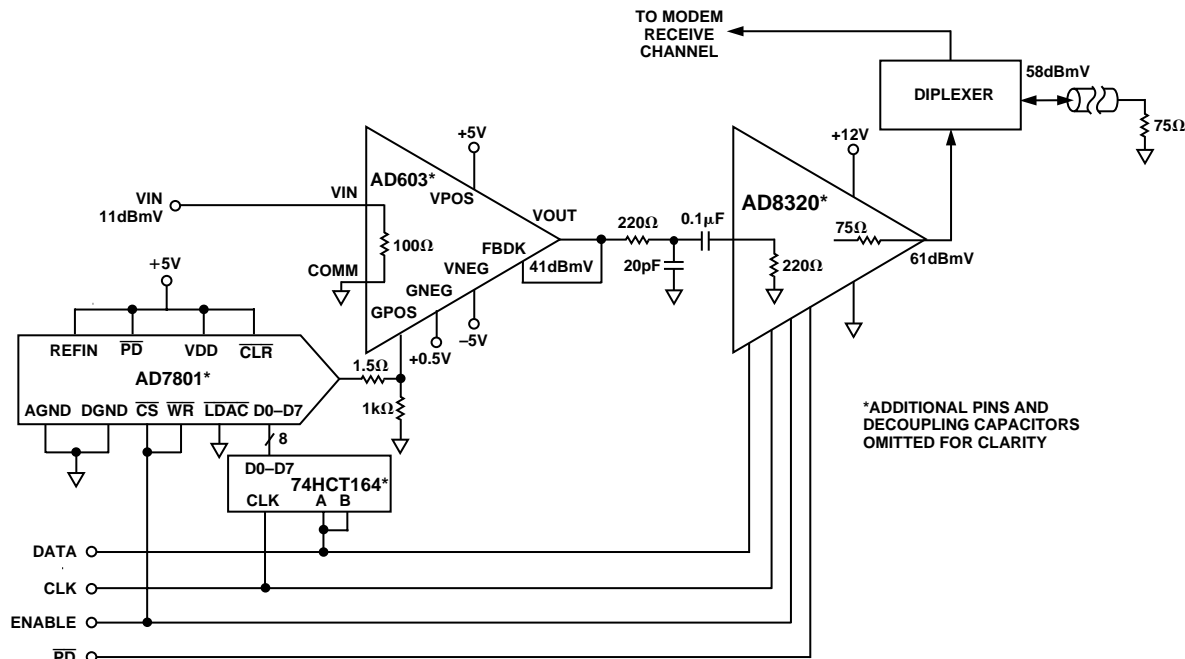 TO MODEM
RECEIVE
CHANNEL
58dBmV
DIPLEXER
75Ω
+5V
+12V
AD603*
VPOS
VIN
11dBmV
VIN
VOUT
220Ω
0.1µF
AD8320*
75Ω
100Ω
FBDK
41dBmV
20pF
220Ω
61dBmV
COMM
VNEG
GNEG
GPOS
+5V
–5V
+0.5V
REFIN
PD
VDD
CLR
AD7801*
1.5Ω
1kΩ
AGND
DGND
CS
WR
LDAC
D0–D7
8
*ADDITIONAL PINS AND
DECOUPLING CAPACITORS
OMITTED FOR CLARITY
D0–D7
74HCT164*
CLK
A
B
DATA
CLK
ENABLE
PD